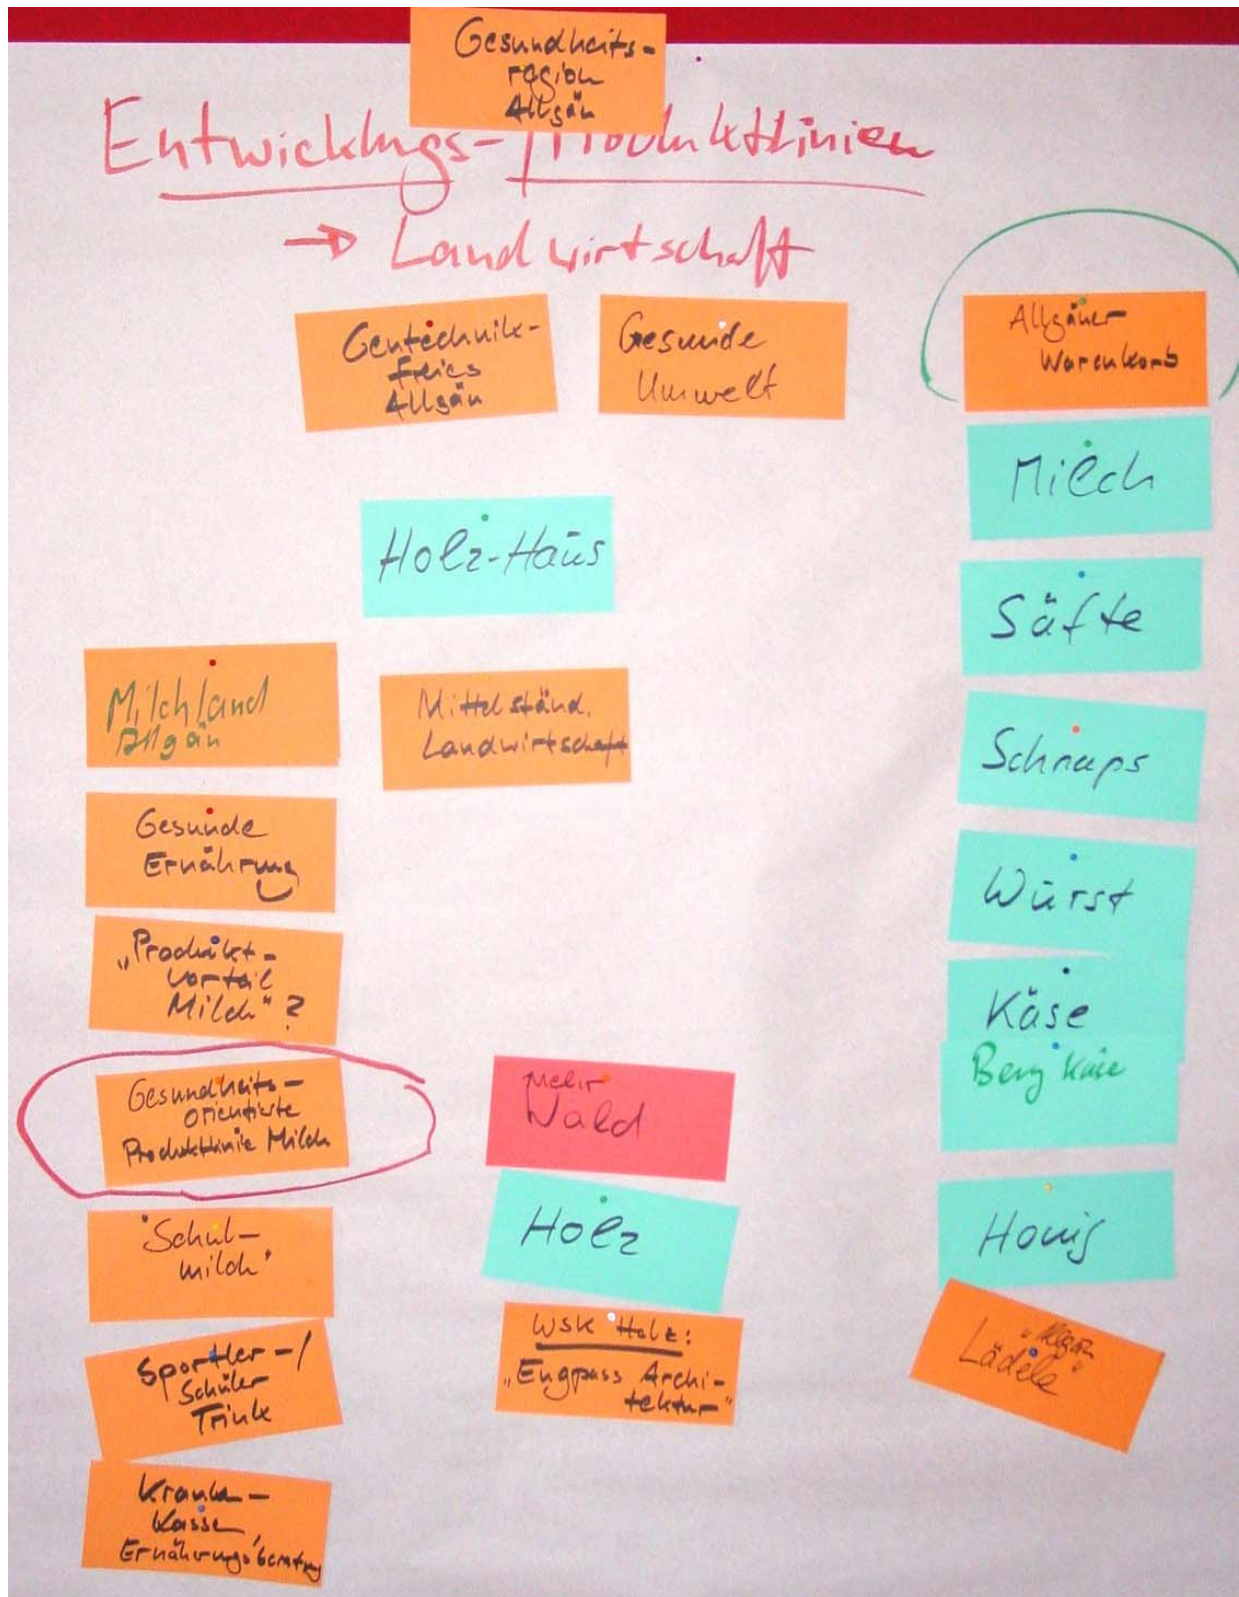 Gesundheits-
region
Allgäu
Entwicklungs-/Produktlinien
→ Landwirtschaft
Gentechnik-
freies
Allgäu
Gesunde
Umwelt
Allgäuer
Warenkorb
Milch
Säfte
Schnaps
Wurst
Käse
Berg Käse
Honig
"Allgäu
Lädele"
Holz-Haus
Milchland
Allgäu
Mittelständ.
Landwirtschaft
Gesunde
Ernährung
„Produkt-
vorteil
Milch" ?
Gesundheits-
orientierte
Produktlinie Milch
"Schul-
milch"
Sportler-/
Schüler
Trink
Kranken-
Kasse,
Ernährungsberatung
Mehr
Wald
Holz
WSK Holz:
„Engpass Archi-
tektur"